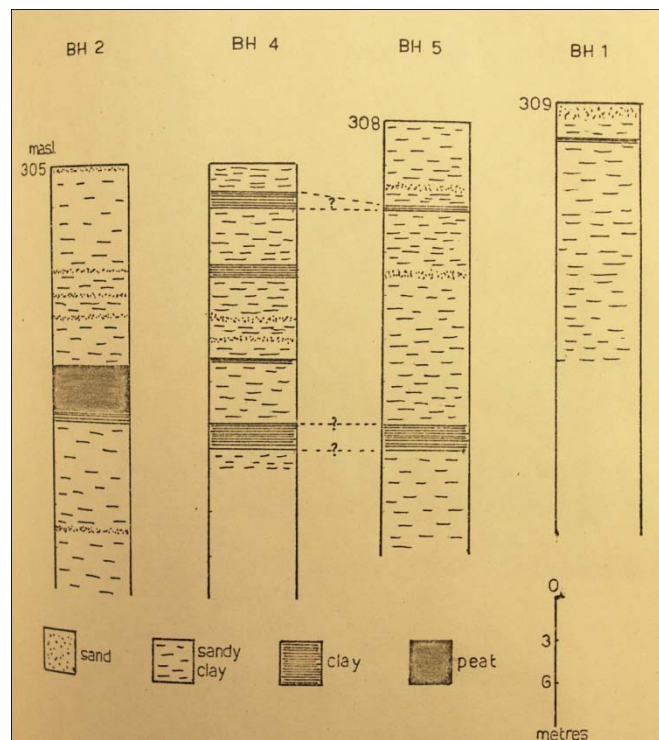 BH 2
BH 4
BH 5
BH 1
masl.
305
308
309
?
?
?
sand
sandy
clay
clay
peat
0
3
6
metres